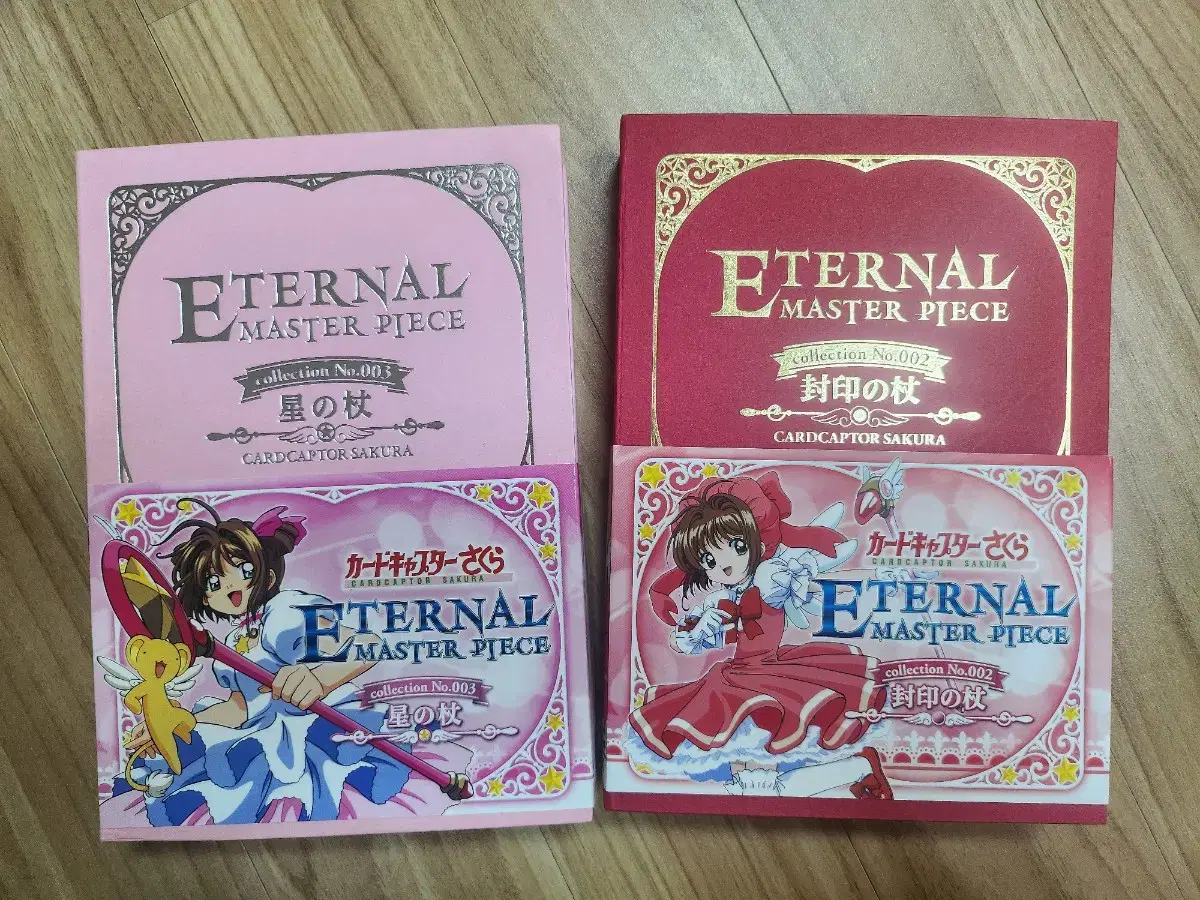 ETERNAL
MASTER PIECE
collection No.003
星の杖
CARDCAPTOR SAKURA
カードキャプターさくら
CARDCAPTOR SAKURA
ETERNAL
MASTER PIECE
collection No.003
星の杖
ETERNAL
MASTER PIECE
collection No.002
封印の杖
CARDCAPTOR SAKURA
カードキャプターさくら
CARDCAPTOR SAKURA
ETERNAL
MASTER PIECE
collection No.002
封印の杖